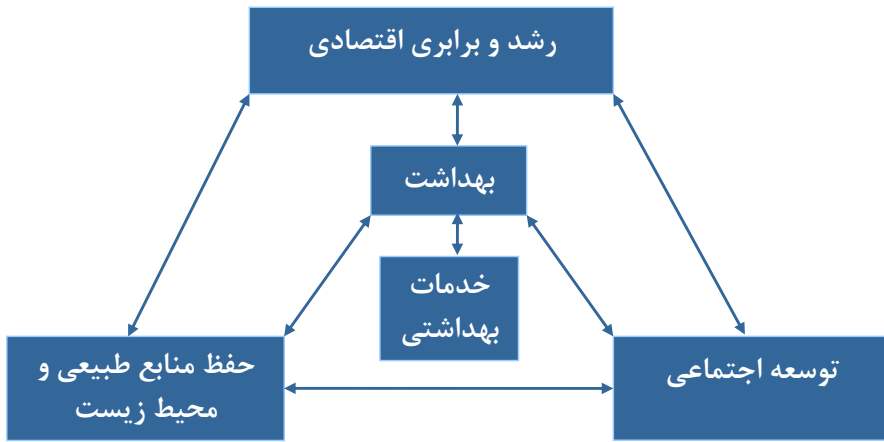 رشد و برابری اقتصادی
بهداشت
خدمات
بهداشتی
توسعه اجتماعی
حفظ منابع طبیعی و
محیط زیست